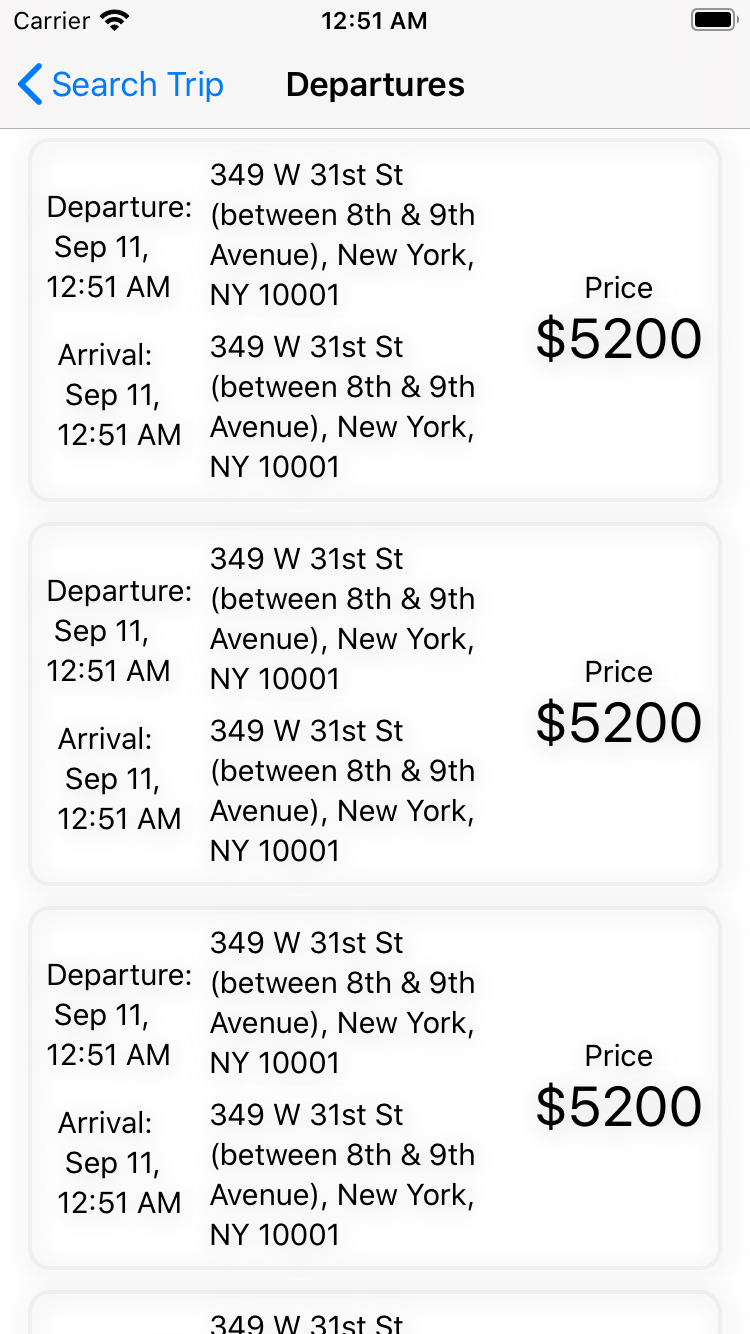 Carrier 12:51 AM
Search Trip Departures
Departure:
Sep 11,
12:51 AM
349 W 31st St
(between 8th & 9th
Avenue), New York,
NY 10001
Arrival:
Sep 11,
12:51 AM
349 W 31st St
(between 8th & 9th
Avenue), New York,
NY 10001
Price
$5200
Departure:
Sep 11,
12:51 AM
349 W 31st St
(between 8th & 9th
Avenue), New York,
NY 10001
Arrival:
Sep 11,
12:51 AM
349 W 31st St
(between 8th & 9th
Avenue), New York,
NY 10001
Price
$5200
Departure:
Sep 11,
12:51 AM
349 W 31st St
(between 8th & 9th
Avenue), New York,
NY 10001
Arrival:
Sep 11,
12:51 AM
349 W 31st St
(between 8th & 9th
Avenue), New York,
NY 10001
Price
$5200
349 W 31st St